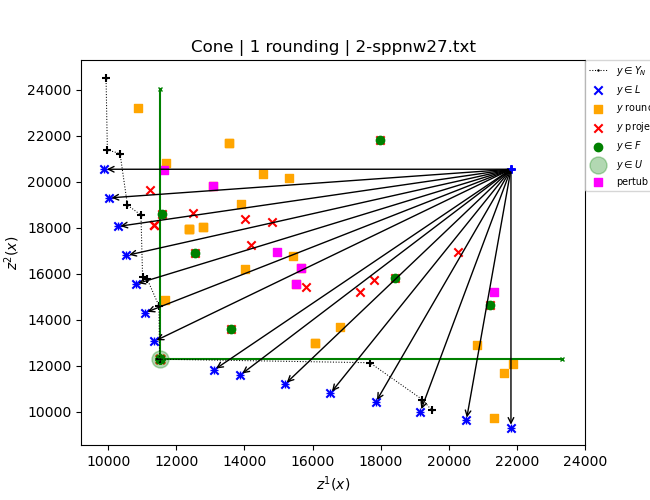 Cone | 1 rounding | 2-sppnw27.txt
z²(x)
24000
22000
20000
18000
16000
14000
12000
10000
10000 12000 14000 16000 18000 20000 22000 24000
z¹(x)
y ∈ Y_N
y ∈ L
y roun
y proje
y ∈ F
y ∈ U
pertub